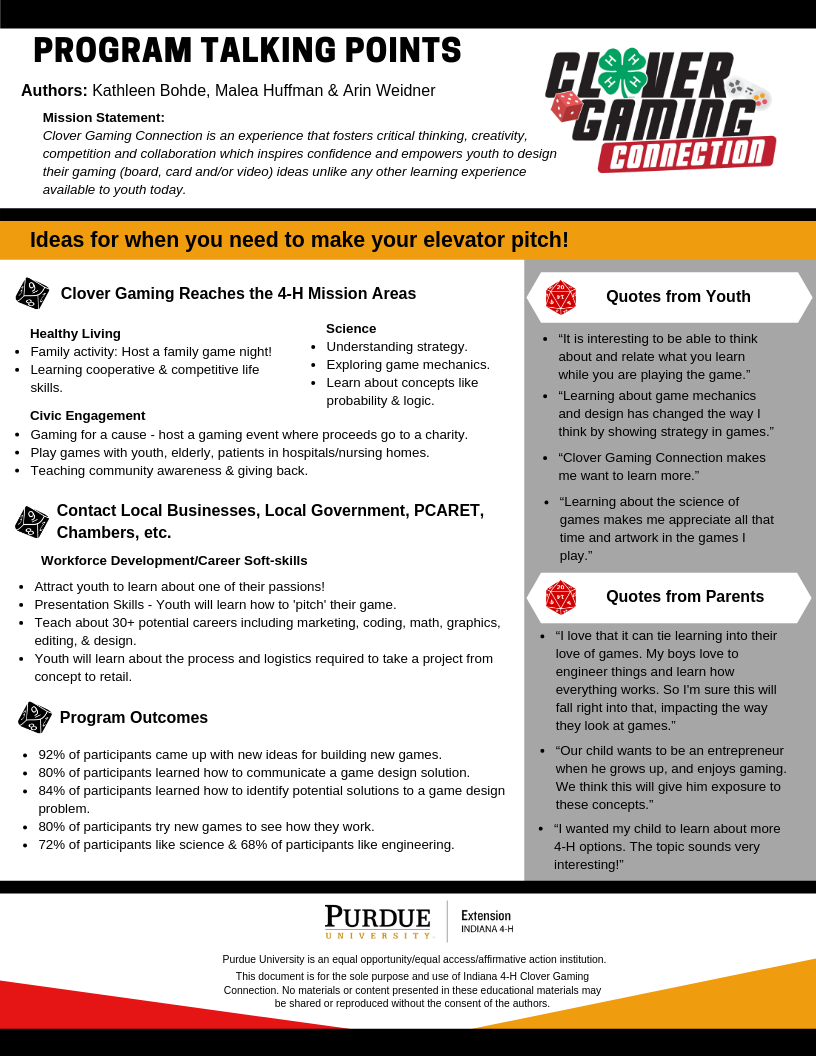 PROGRAM TALKING POINTS
Authors: Kathleen Bohde, Malea Huffman & Arin Weidner
CLOVER
GAMING
CONNECTION
Mission Statement:
Clover Gaming Connection is an experience that fosters critical thinking, creativity,
competition and collaboration which inspires confidence and empowers youth to design
their gaming (board, card and/or video) ideas unlike any other learning experience
available to youth today.
Ideas for when you need to make your elevator pitch!
Clover Gaming Reaches the 4-H Mission Areas
Healthy Living
• Family activity: Host a family game night!
• Learning cooperative & competitive life
skills.
Science
• Understanding strategy.
• Exploring game mechanics.
• Learn about concepts like
probability & logic.
Civic Engagement
• Gaming for a cause - host a gaming event where proceeds go to a charity.
• Play games with youth, elderly, patients in hospitals/nursing homes.
• Teaching community awareness & giving back.
Contact Local Businesses, Local Government, PCARET,
Chambers, etc.
Workforce Development/Career Soft-skills
• Attract youth to learn about one of their passions!
• Presentation Skills - Youth will learn how to 'pitch' their game.
• Teach about 30+ potential careers including marketing, coding, math, graphics,
editing, & design.
• Youth will learn about the process and logistics required to take a project from
concept to retail.
Program Outcomes
• 92% of participants came up with new ideas for building new games.
• 80% of participants learned how to communicate a game design solution.
• 84% of participants learned how to identify potential solutions to a game design
problem.
• 80% of participants try new games to see how they work.
• 72% of participants like science & 68% of participants like engineering.
Quotes from Youth
• “It is interesting to be able to think
about and relate what you learn
while you are playing the game.”
• “Learning about game mechanics
and design has changed the way I
think by showing strategy in games.”
• “Clover Gaming Connection makes
me want to learn more.”
• “Learning about the science of
games makes me appreciate all that
time and artwork in the games I
play.”
Quotes from Parents
• “I love that it can tie learning into their
love of games. My boys love to
engineer things and learn how
everything works. So I'm sure this will
fall right into that, impacting the way
they look at games.”
• “Our child wants to be an entrepreneur
when he grows up, and enjoys gaming.
We think this will give him exposure to
these concepts.”
• “I wanted my child to learn about more
4-H options. The topic sounds very
interesting!”
PURDUE
UNIVERSITY
Extension
INDIANA 4-H
Purdue University is an equal opportunity/equal access/affirmative action institution.
This document is for the sole purpose and use of Indiana 4-H Clover Gaming
Connection. No materials or content presented in these educational materials may
be shared or reproduced without the consent of the authors.